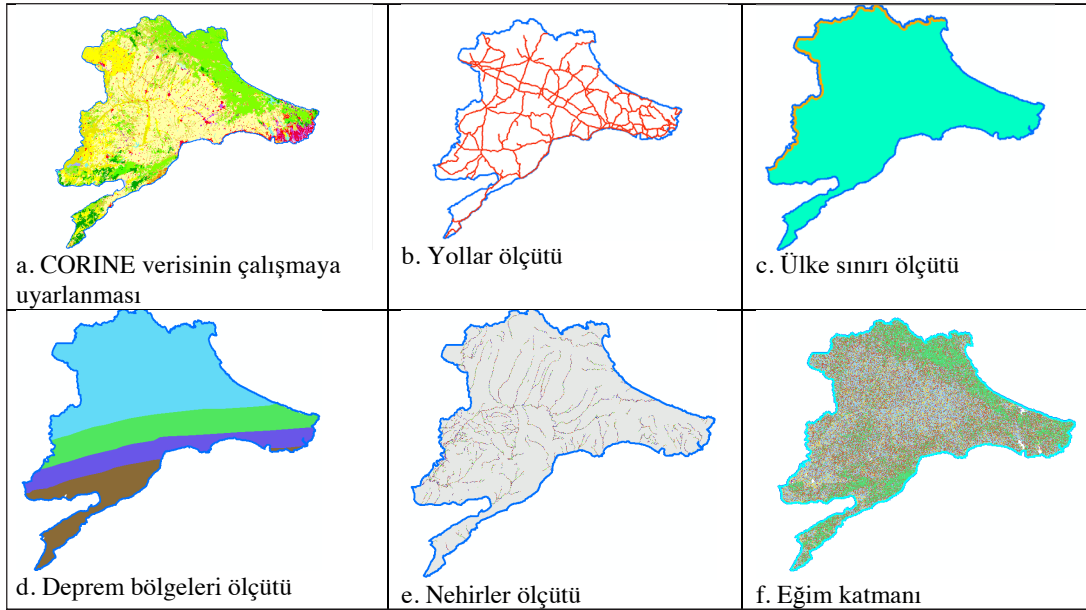 a. CORINE verisinin çalışmaya
uyarlanması
b. Yollar ölçütü
c. Ülke sınırı ölçütü
d. Deprem bölgeleri ölçütü
e. Nehirler ölçütü
f. Eğim katmanı